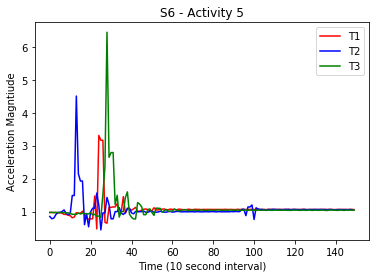 S6 - Activity 5
T1
T2
T3
Acceleration Magntiude
6
5
4
3
2
1
0 20 40 60 80 100 120 140
Time (10 second interval)